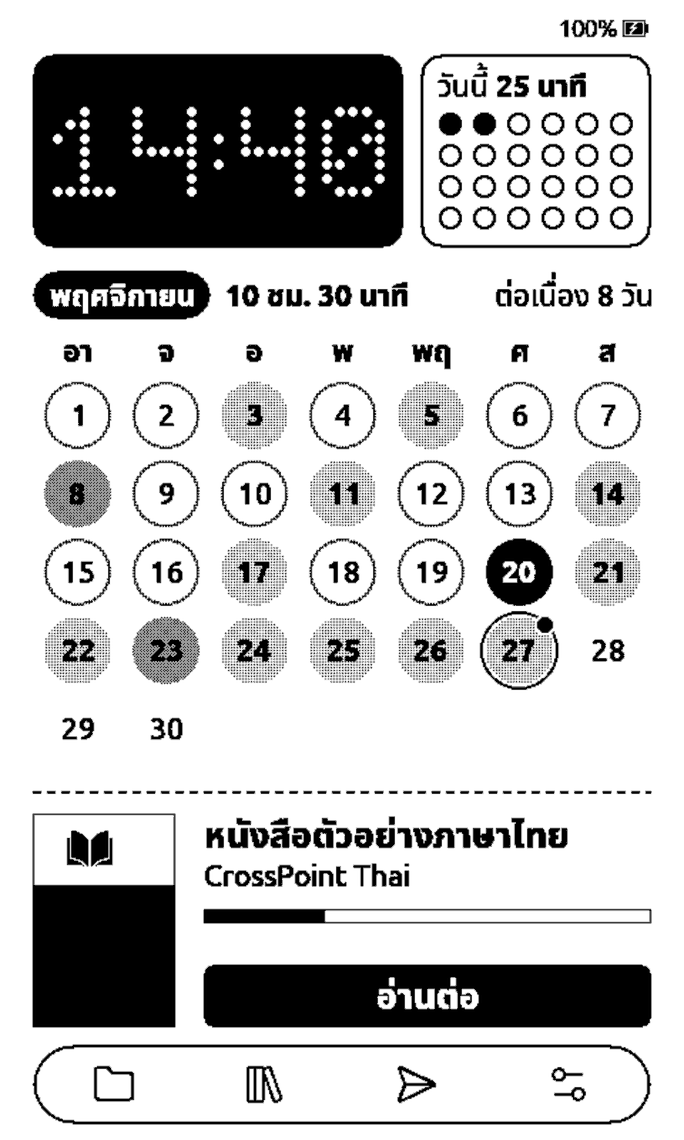 100%
14:40
วันนี้ 25 นาที
พฤศจิกายน 10 ชม. 30 นาที ต่อเนื่อง 8 วัน
อา จ อ พ พฤ ศ ส
1 2 3 4 5 6 7
8 9 10 11 12 13 14
15 16 17 18 19 20 21
22 23 24 25 26 27 28
29 30
หนังสือตัวอย่างภาษาไทย
CrossPoint Thai
อ่านต่อ